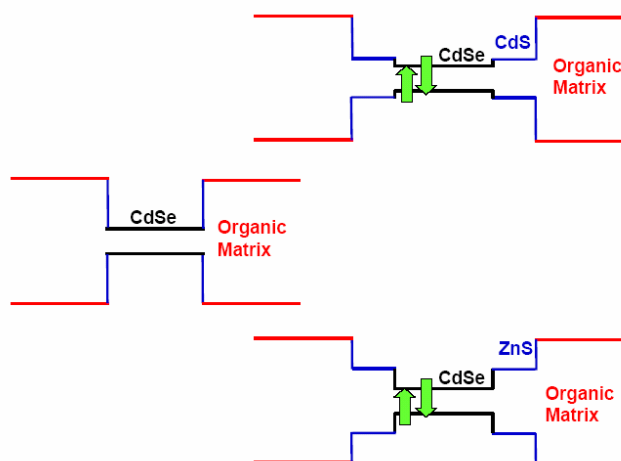 CdS
CdSe
Organic
Matrix
CdSe
Organic
Matrix
ZnS
CdSe
Organic
Matrix